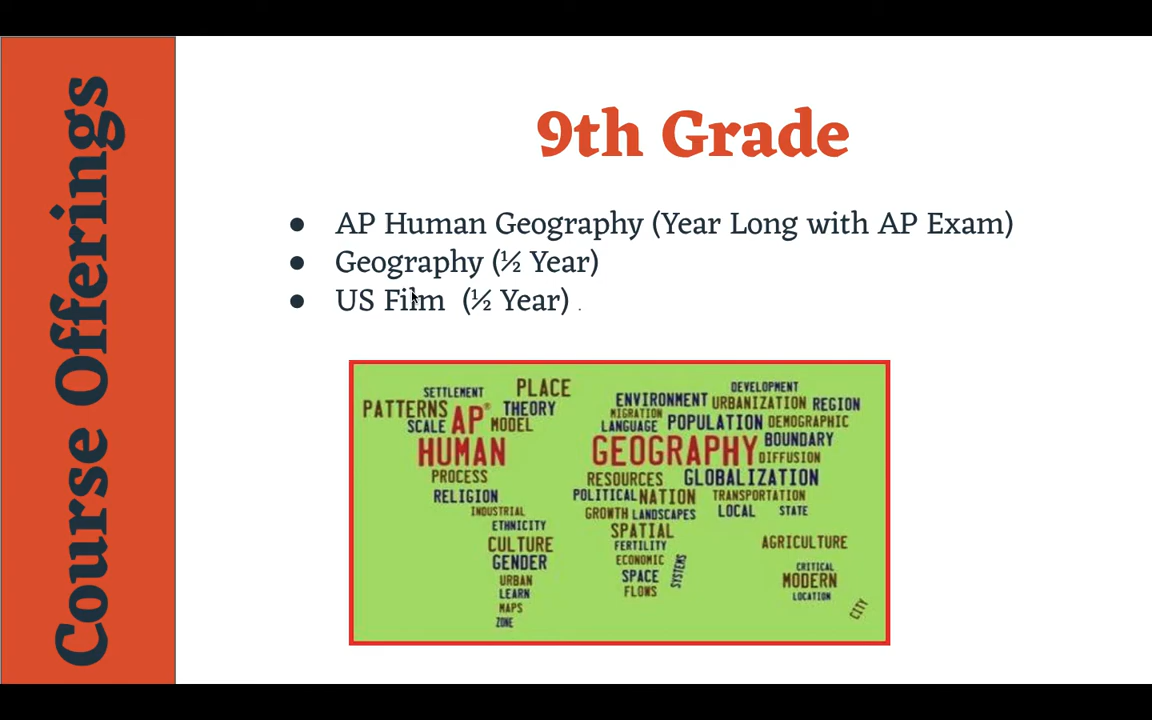 Course Offerings
9th Grade
● AP Human Geography (Year Long with AP Exam)
● Geography (½ Year)
● US Film (½ Year) .
SETTLEMENT
PLACE
PATTERNS
AP®
THEORY
SCALE
MODEL
HUMAN
PROCESS
RELIGION
INDUSTRIAL
ETHNICITY
CULTURE
GENDER
URBAN
LEARN
MAPS
ZONE
DEVELOPMENT
ENVIRONMENT
URBANIZATION
REGION
MIGRATION
LANGUAGE
POPULATION
DEMOGRAPHIC
GEOGRAPHY
BOUNDARY
DIFFUSION
RESOURCES
GLOBALIZATION
POLITICAL
NATION
TRANSPORTATION
GROWTH
LANDSCAPES
LOCAL
STATE
SPATIAL
FERTILITY
ECONOMIC
SYSTEMS
SPACE
FLOWS
AGRICULTURE
CRITICAL
MODERN
LOCATION
CITY